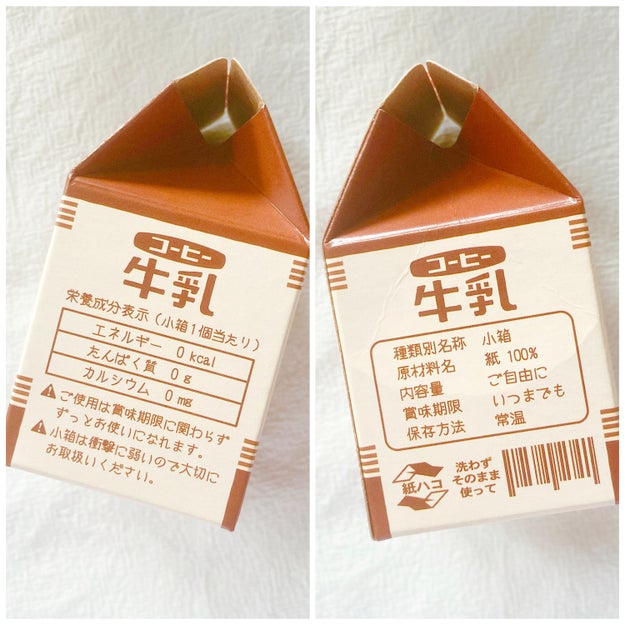 コーヒー
牛乳
栄養成分表示（小箱1個当たり）
エネルギー 0 kcal
たんぱく質 0 g
カルシウム 0 mg
ご使用は賞味期限に関わらず
ずっとお使いになれます。
小箱は衝撃に弱いので大切に
お取扱いください。
コーヒー
牛乳
種類別名称 小箱
原材料名 紙 100%
内容量 ご自由に
賞味期限 いつまでも
保存方法 常温
紙ハコ
洗わず
そのまま
使って